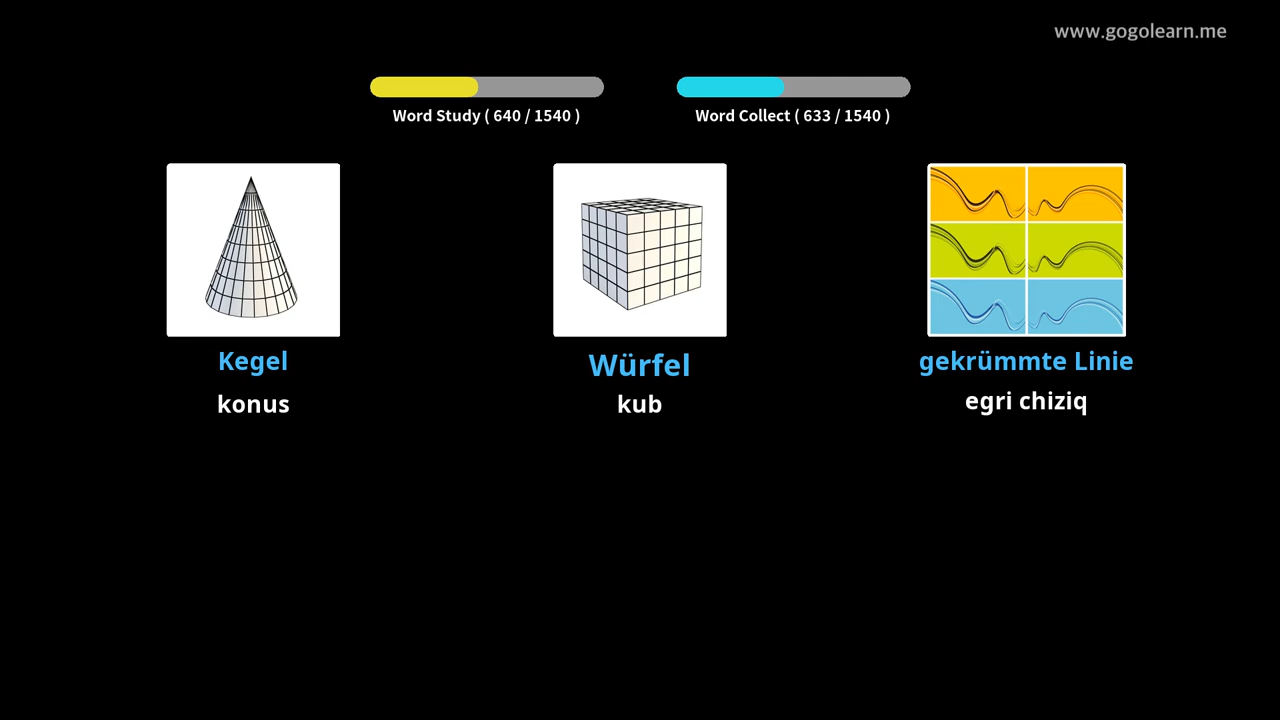 www.gogolearn.me
Word Study ( 640 / 1540 )
Word Collect ( 633 / 1540 )
Kegel
konus
Würfel
kub
gekrümmte Linie
egri chiziq